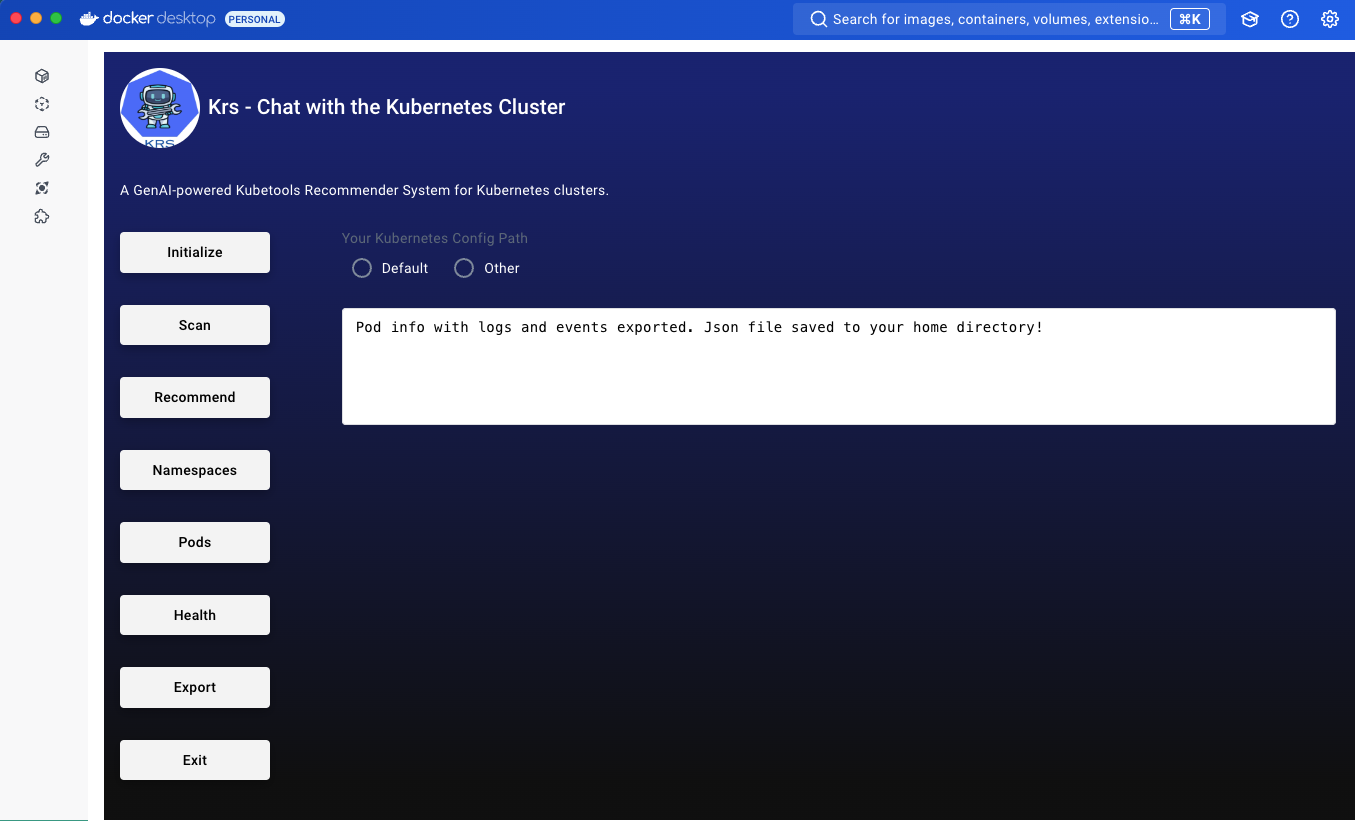 docker desktop PERSONAL
Search for images, containers, volumes, extensio... ⌘K
KRS
Krs - Chat with the Kubernetes Cluster
A GenAI-powered Kubetools Recommender System for Kubernetes clusters.
Initialize
Your Kubernetes Config Path
Default Other
Pod info with logs and events exported. Json file saved to your home directory!
Scan
Recommend
Namespaces
Pods
Health
Export
Exit